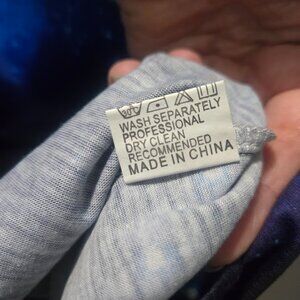 WASH SEPARATELY
PROFESSIONAL
DRY CLEAN
RECOMMENDED
MADE IN CHINA